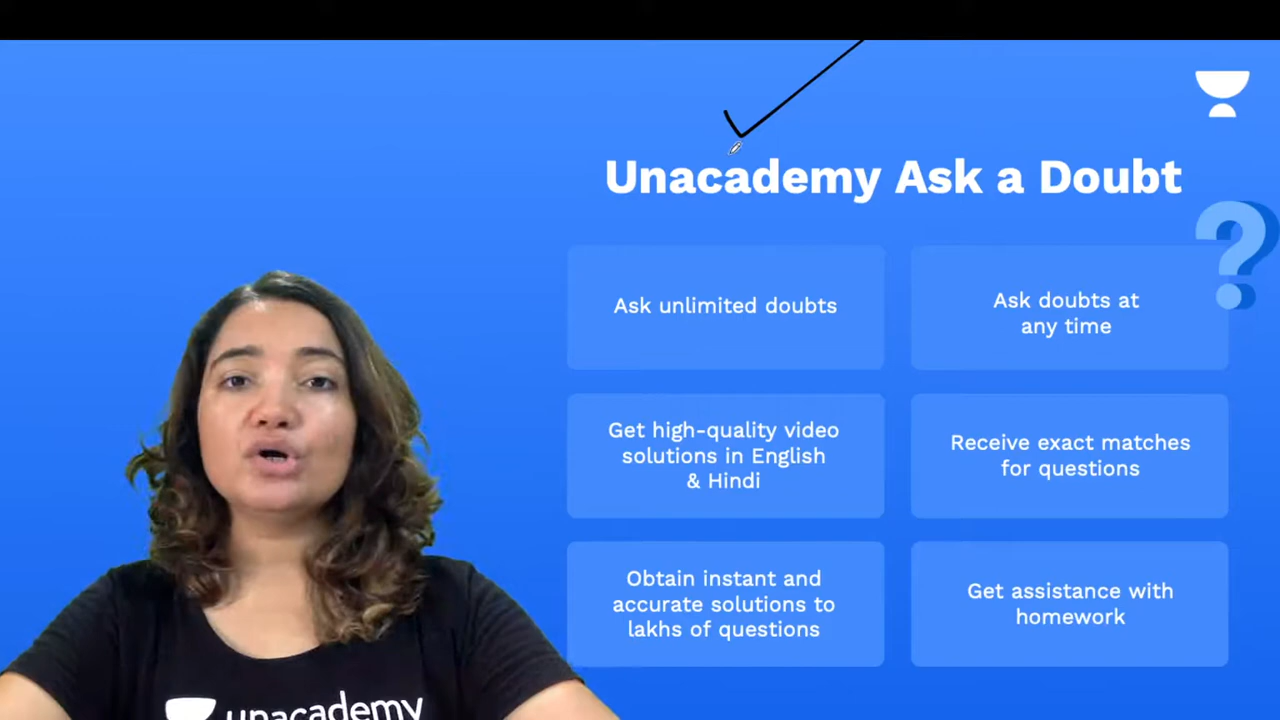 Unacademy Ask a Doubt
?
Ask unlimited doubts
Ask doubts at
any time
Get high-quality video
solutions in English
& Hindi
Receive exact matches
for questions
Obtain instant and
accurate solutions to
lakhs of questions
Get assistance with
homework
unacademy